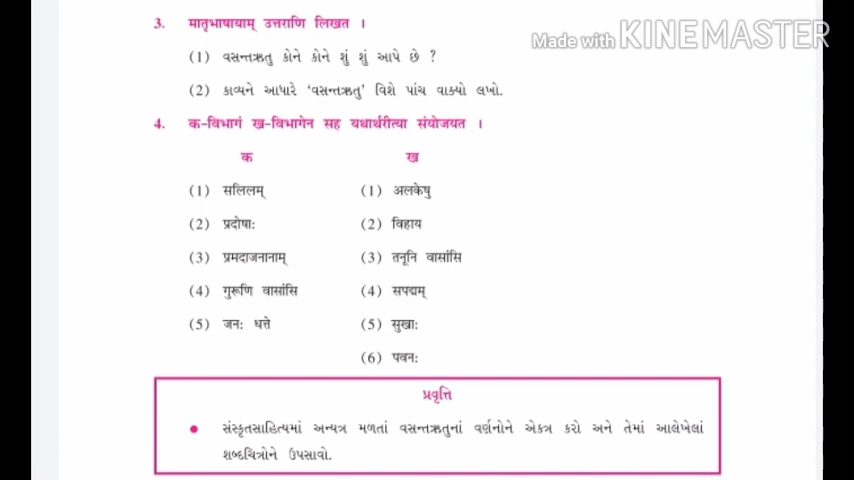 Made with KINEMASTER
3. मातृभाषायाम् उत्तराणि लिखत ।
(1) વસન્તઋતુ કોને કોને શું શું આપે છે ?
(2) કાવ્યને આધારે ‘વસન્તઋતુ’ વિશે પાંચ વાક્યો લખો.
4. क-विभागं ख-विभागेन सह यथार्थरीत्या संयोजयत ।
क ख
(1) सलिलम् (1) अलकेषु
(2) प्रदोषाः (2) विहाय
(3) प्रमदाजनानाम् (3) तनूनि वासांसि
(4) गुरूणि वासांसि (4) सपद्मम्
(5) जनः धत्ते (5) सुखाः
(6) पवनः
પ્રવૃત્તિ
• સંસ્કૃતસાહિત્યમાં અન્યત્ર મળતાં વસન્તઋતુનાં વર્ણનોને એકત્ર કરો અને તેમાં આલેખેલાં
શબ્દચિત્રોને ઉપસાવો.